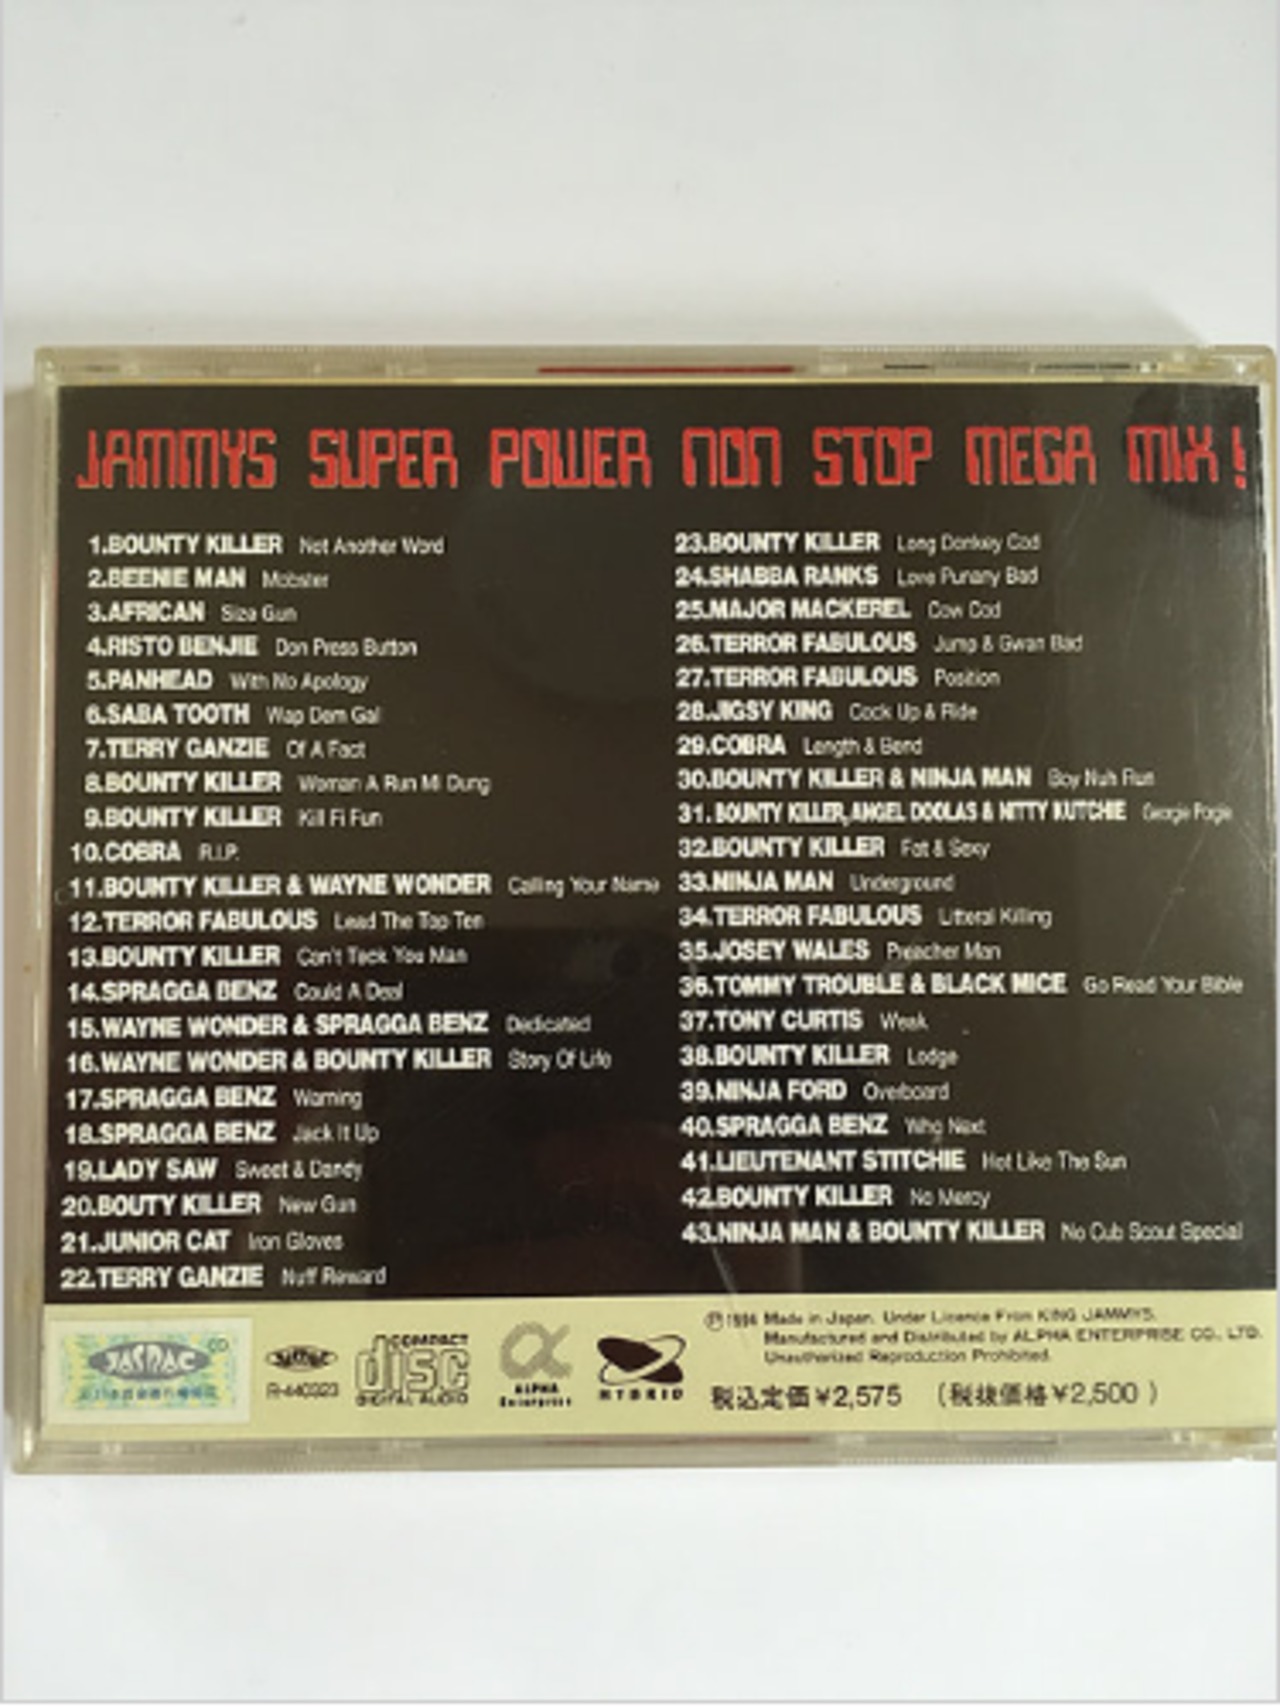 JAMMYS SUPER POWER NON STOP MEGA MIX!
1.BOUNTY KILLER Not Another Word
2.BEENIE MAN Mobster
3.AFRICAN Size Gun
4.RISTO BENJIE Don Press Button
5.PANHEAD With No Apology
6.SABA TOOTH Wap Dem Gal
7.TERRY GANZIE Of A Fact
8.BOUNTY KILLER Woman A Run Mi Dung
9.BOUNTY KILLER Kill Fi Fun
10.COBRA R.I.P.
11.BOUNTY KILLER & WAYNE WONDER Calling Your Name
12.TERROR FABULOUS Lead The Top Ten
13.BOUNTY KILLER Can't Teck You Man
14.SPRAGGA BENZ Could A Deal
15.WAYNE WONDER & SPRAGGA BENZ Dedicated
16.WAYNE WONDER & BOUNTY KILLER Story Of Life
17.SPRAGGA BENZ Warning
18.SPRAGGA BENZ Jack It Up
19.LADY SAW Sweet & Dandy
20.BOUTY KILLER New Gun
21.JUNIOR CAT Iron Gloves
22.TERRY GANZIE Nuff Reward
23.BOUNTY KILLER Long Donkey Cod
24.SHABBA RANKS Love Punany Bad
25.MAJOR MACKEREL Cow Cod
26.TERROR FABULOUS Jump & Gwan Bad
27.TERROR FABULOUS Position
28.JIGSY KING Cock Up & Ride
29.COBRA Length & Bend
30.BOUNTY KILLER & NINJA MAN Boy Nuh Run
31.BOUNTY KILLER, ANGEL DOOLAS & NITTY KUTCHIE Georgie Porgie
32.BOUNTY KILLER Fat & Sexy
33.NINJA MAN Underground
34.TERROR FABULOUS Litteral Killing
35.JOSEY WALES Preacher Man
36.TOMMY TROUBLE & BLACK MICE Go Read Your Bible
37.TONY CURTIS Weak
38.BOUNTY KILLER Lodge
39.NINJA FORD Overboard
40.SPRAGGA BENZ Who Next
41.LIEUTENANT STITCHIE Hot Like The Sun
42.BOUNTY KILLER No Mercy
43.NINJA MAN & BOUNTY KILLER No Cub Scout Special
JASRAC CD
JASRAC
R-440323
COMPACT
disc
DIGITAL AUDIO
ALPHA
Enterprise
HYBRID
Ⓟ1994 Made in Japan. Under Licence From KING JAMMYS.
Manufactured and Distributed by ALPHA ENTERPRISE CO., LTD.
Unauthorized Reproduction Prohibited.
税込定価¥2,575 (税抜価格¥2,500)